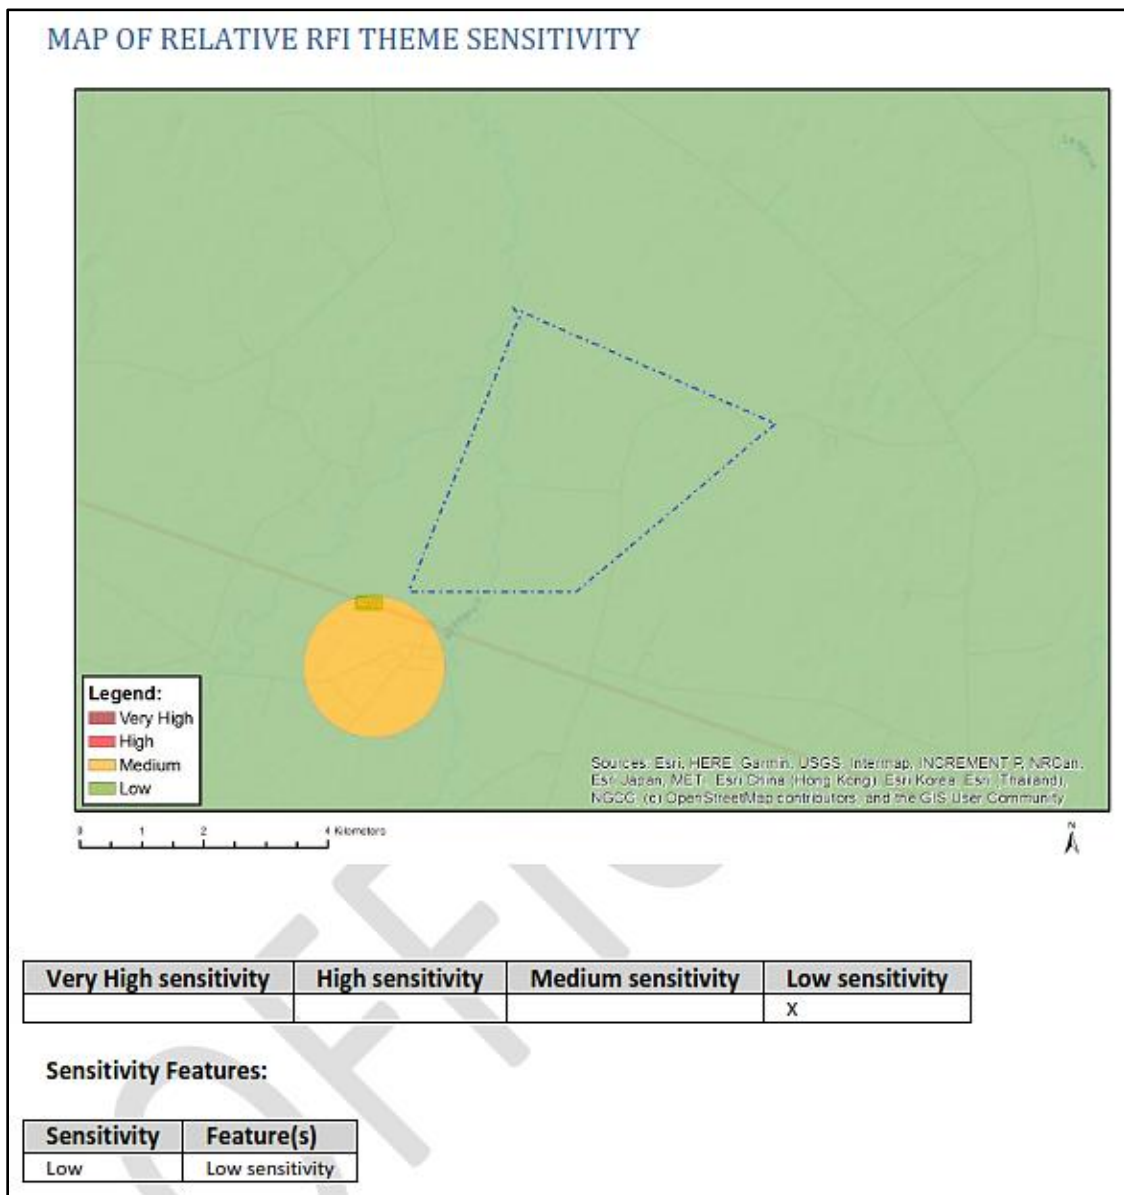 MAP OF RELATIVE RFI THEME SENSITIVITY
Legend:
Very High
High
Medium
Low
Sources: Esri, HERE, Garmin, USGS, Intermap, INCREMENT P, NRCan,
Esri Japan, METI, Esri China (Hong Kong), Esri Korea, Esri (Thailand),
NGCC, (c) OpenStreetMap contributors, and the GIS User Community
0 1 2 4 Kilometers
N
Very High sensitivity High sensitivity Medium sensitivity Low sensitivity
X
Sensitivity Features:
Sensitivity Feature(s)
Low Low sensitivity